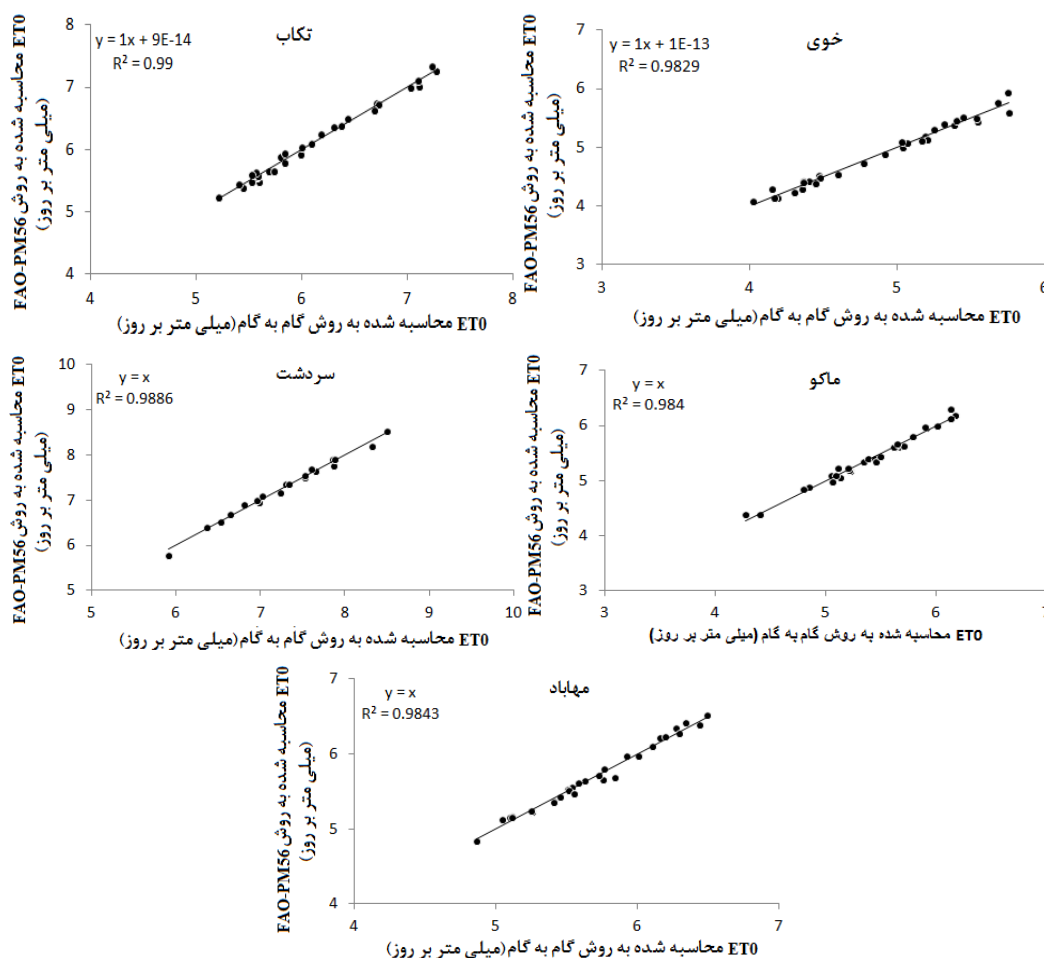 تکاب
y = 1x + 9E-14
R² = 0.99
ET0 محاسبه شده به روش FAO-PM56
(میلی متر بر روز)
8
7
6
5
4
4 5 6 7 8
ET0 محاسبه شده به روش گام به گام (میلی متر بر روز)
خوی
y = 1x + 1E-13
R² = 0.9829
ET0 محاسبه شده به روش FAO-PM56
(میلی متر بر روز)
7
6
5
4
3
3 4 5 6
ET0 محاسبه شده به روش گام به گام (میلی متر بر روز)
سردشت
y = x
R² = 0.9886
ET0 محاسبه شده به روش FAO-PM56
(میلی متر بر روز)
10
9
8
7
6
5
5 6 7 8 9 10
ET0 محاسبه شده به روش گام به گام (میلی متر بر روز)
ماکو
y = x
R² = 0.984
ET0 محاسبه شده به روش FAO-PM56
(میلی متر بر روز)
7
6
5
4
3
3 4 5 6 7
ET0 محاسبه شده به روش گام به گام (میلی متر بر روز)
مهاباد
y = x
R² = 0.9843
ET0 محاسبه شده به روش FAO-PM56
(میلی متر بر روز)
7
6
5
4
4 5 6 7
ET0 محاسبه شده به روش گام به گام (میلی متر بر روز)